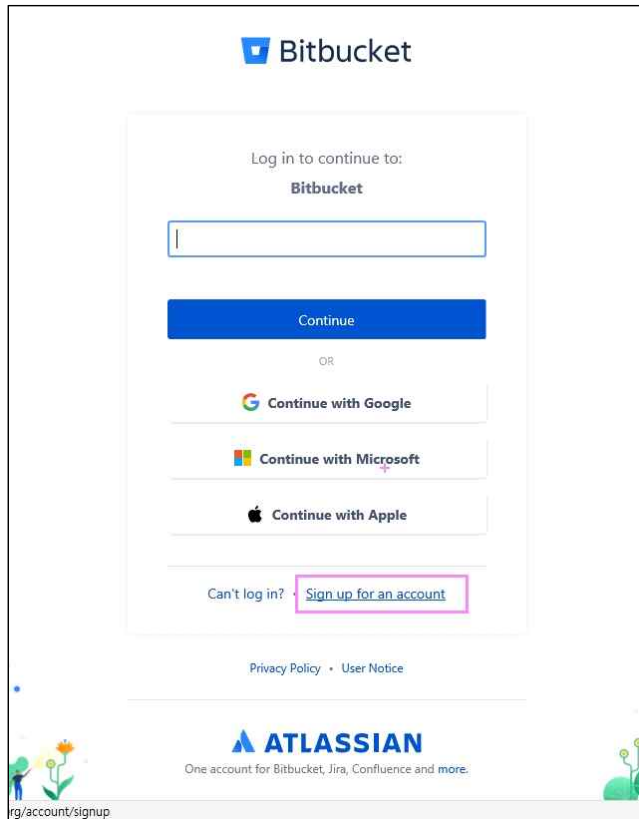 Bitbucket
Log in to continue to:
Bitbucket
Continue
OR
Continue with Google
Continue with Microsoft
Continue with Apple
Can't log in? • Sign up for an account
Privacy Policy • User Notice
ATLASSIAN
One account for Bitbucket, Jira, Confluence and more.
rg/account/signup